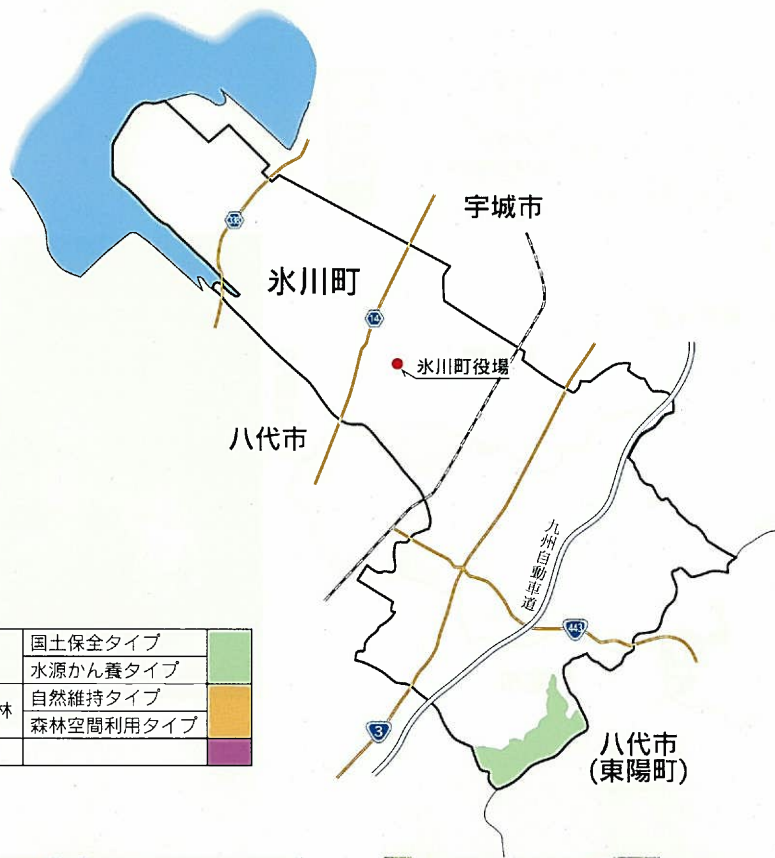 宇城市
氷川町
14
氷川町役場
八代市
九州自動車道
443
3
国土保全タイプ
水源かん養タイプ
林
自然維持タイプ
森林空間利用タイプ
八代市
(東陽町)